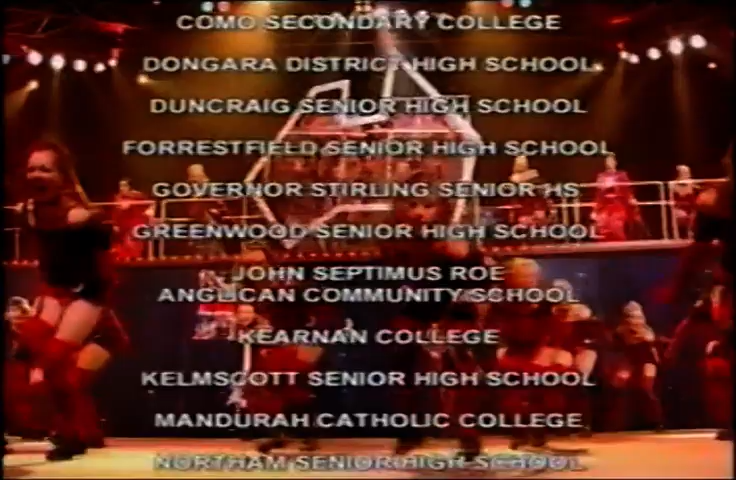 COMO SECONDARY COLLEGE
DONGARA DISTRICT HIGH SCHOOL
DUNCRAIG SENIOR HIGH SCHOOL
FORRESTFIELD SENIOR HIGH SCHOOL
GOVERNOR STIRLING SENIOR HS
GREENWOOD SENIOR HIGH SCHOOL
JOHN SEPTIMUS ROE
ANGLICAN COMMUNITY SCHOOL
KEARNAN COLLEGE
KELMSCOTT SENIOR HIGH SCHOOL
MANDURAH CATHOLIC COLLEGE
NORTHAM SENIOR HIGH SCHOOL